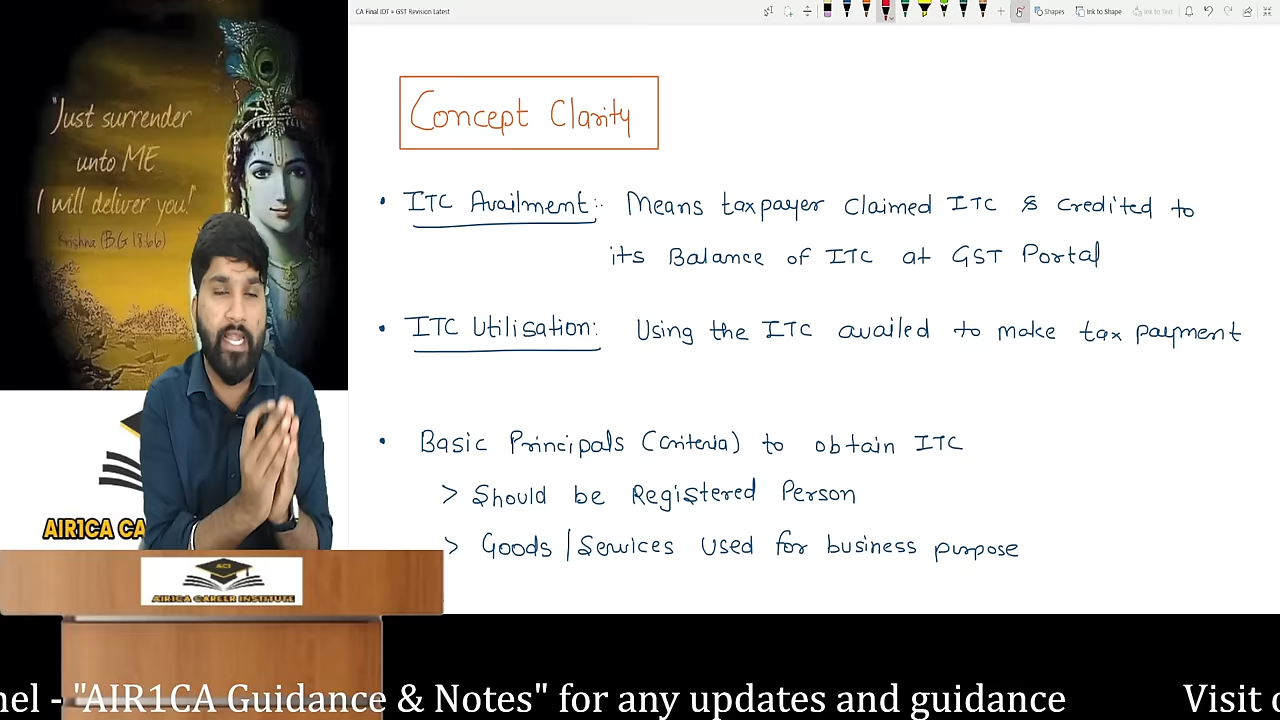 CA Final IDT + GST Revision Latest
Shapes
Ink to Shape
Ink to Text
"Just surrender
unto ME
I will deliver you!"
Krishna (BG 18:66)
Concept Clarity
• ITC Availment:- Means taxpayer claimed ITC & credited to
its Balance of ITC at GST Portal
• ITC Utilisation: Using the ITC availed to make tax payment
• Basic Principals (Criteria) to obtain ITC
> Should be Registered Person
> Goods/Services used for business purpose
AIR1CA CA
ACI
AIR1CA CAREER INSTITUTE
nel - "AIR1CA Guidance & Notes" for any updates and guidance
Visit